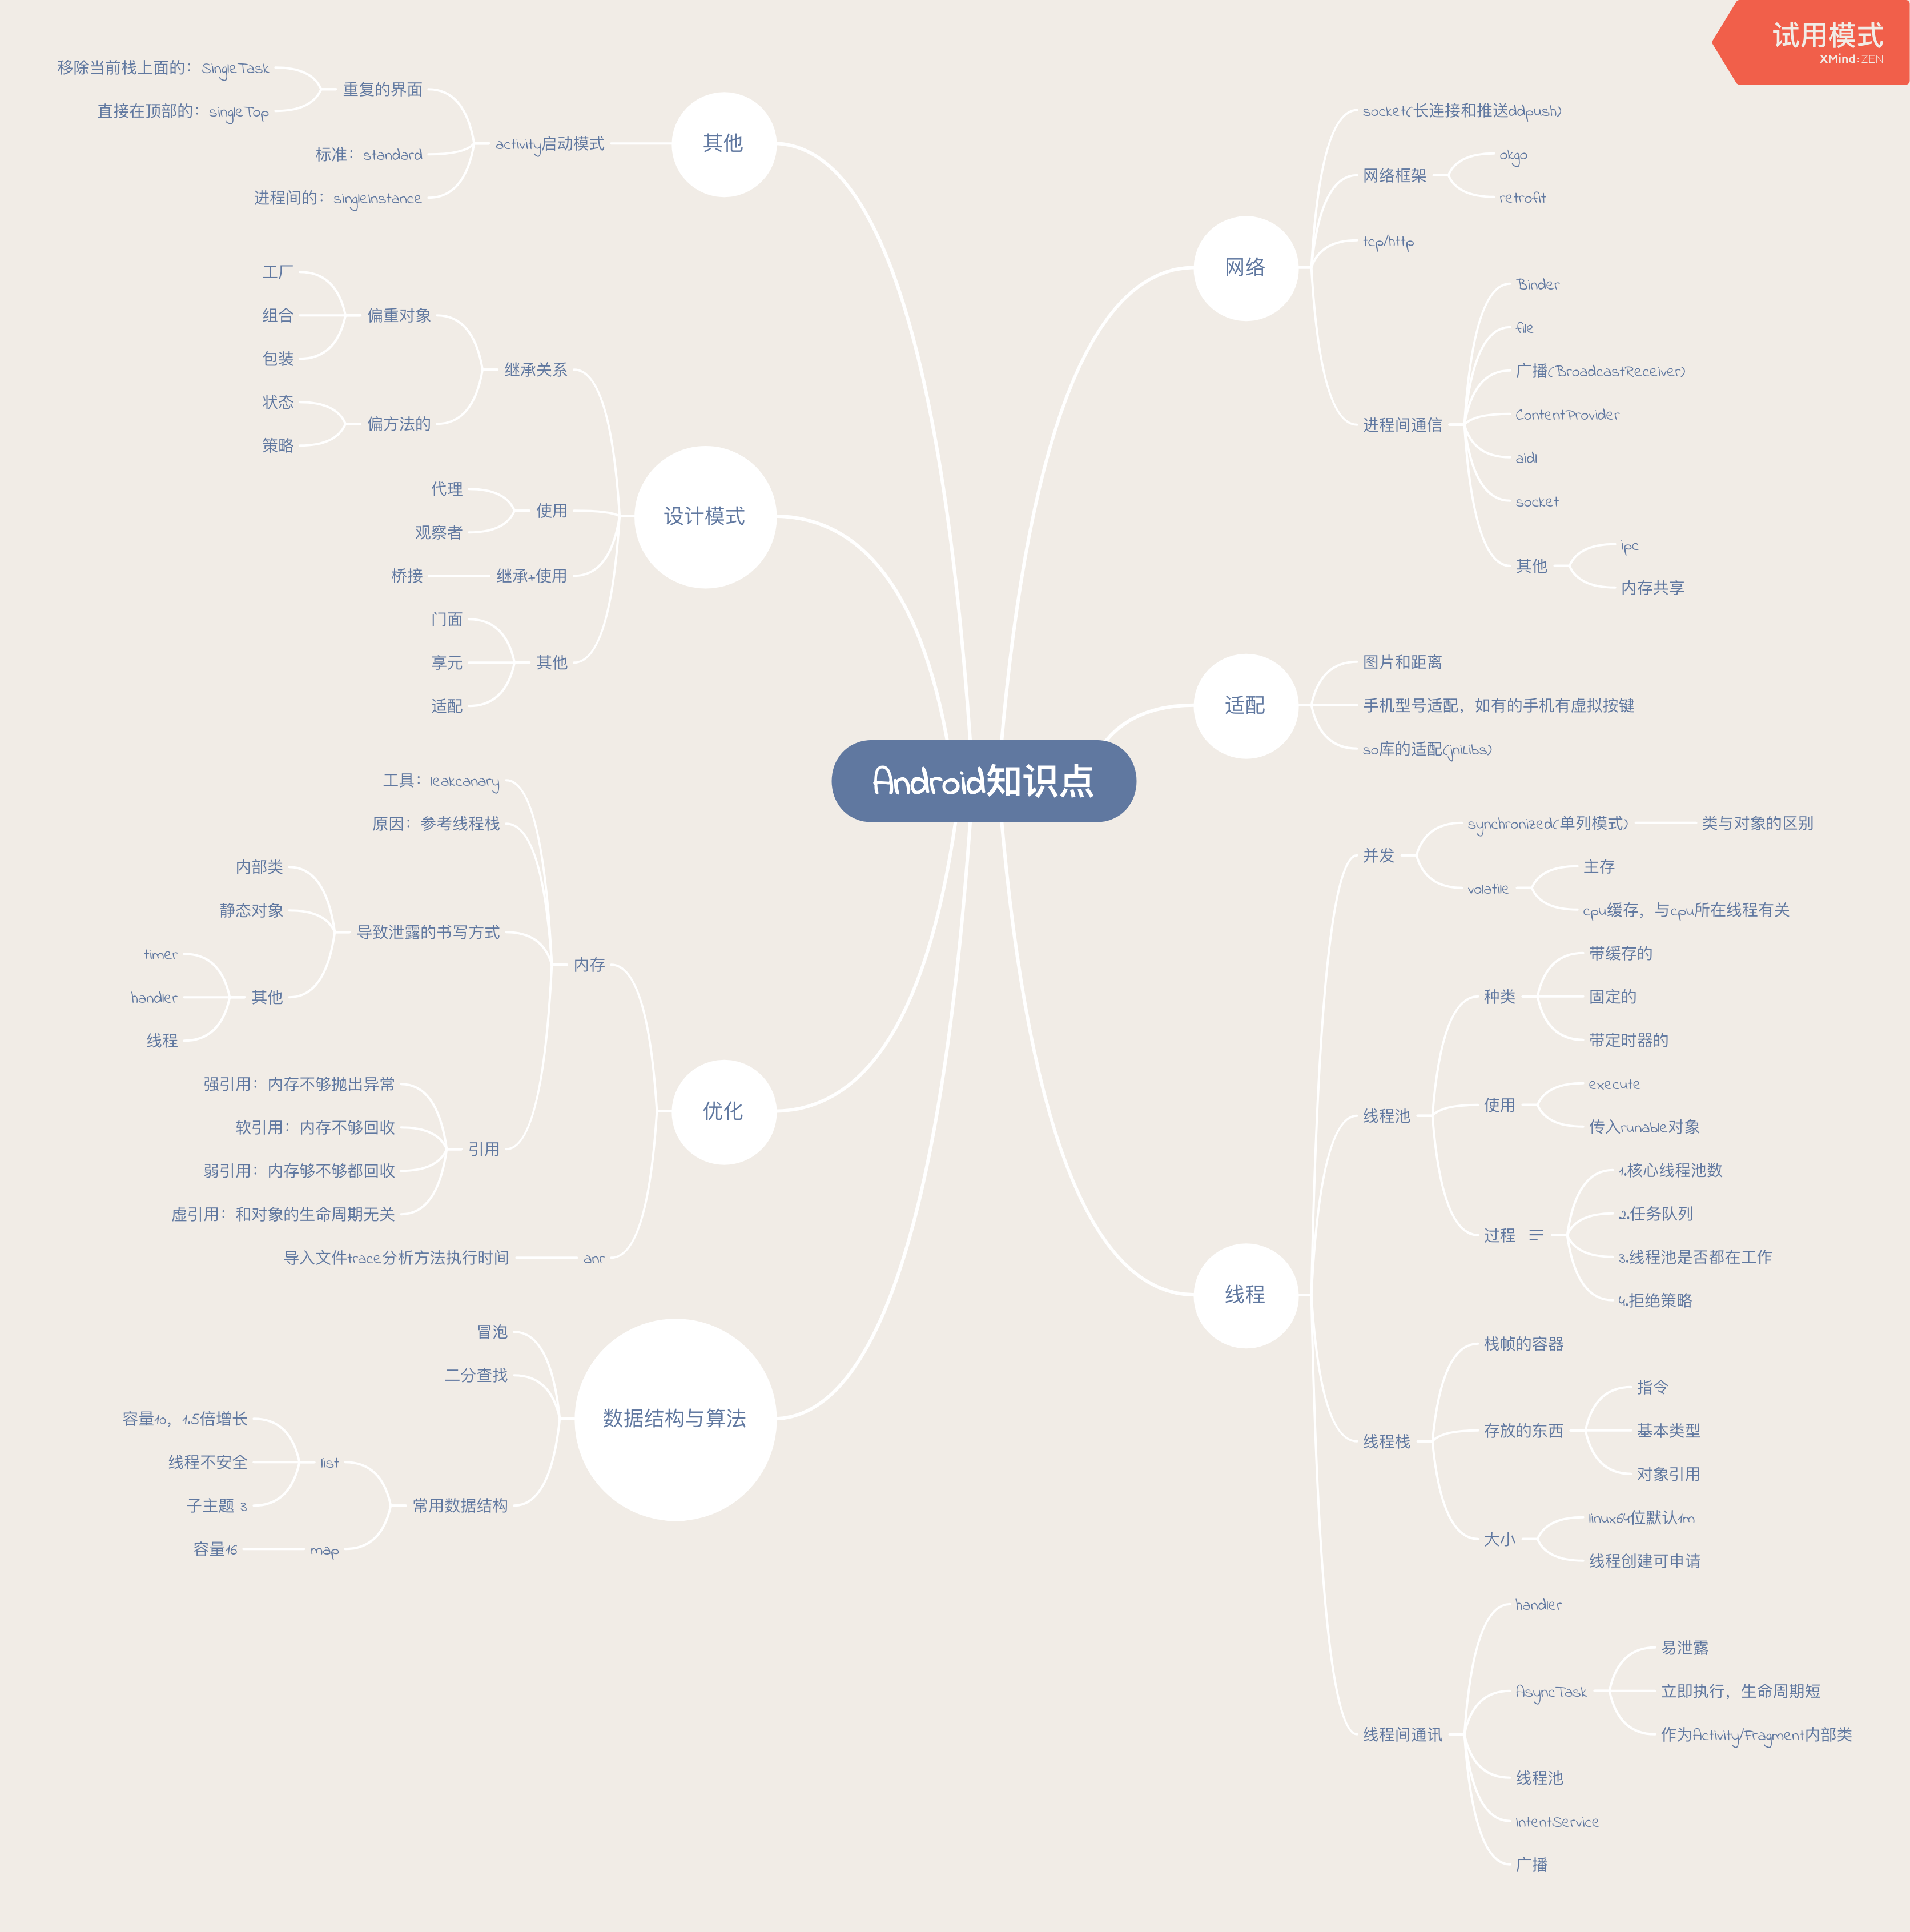 试用模式
XMind:ZEN
Android知识点
网络
socket(长连接和推送ddpush)
网络框架
okgo
retrofit
tcp/http
进程间通信
Binder
file
广播(BroadcastReceiver)
ContentProvider
aidl
socket
其他
ipc
内存共享
适配
图片和距离
手机型号适配，如有的手机有虚拟按键
so库的适配(jniLibs)
线程
并发
synchronized(单列模式)
类与对象的区别
volatile
主存
cpu缓存，与cpu所在线程有关
线程池
种类
带缓存的
固定的
带定时器的
使用
execute
传入runable对象
过程
1.核心线程池数
2.任务队列
3.线程池是否都在工作
4.拒绝策略
线程栈
栈帧的容器
存放的东西
指令
基本类型
对象引用
大小
linux64位默认1m
线程创建可申请
线程间通讯
handler
AsyncTask
易泄露
立即执行，生命周期短
作为Activity/Fragment内部类
线程池
IntentService
广播
其他
activity启动模式
重复的界面
移除当前栈上面的：SingleTask
直接在顶部的：singleTop
标准：standard
进程间的：singleInstance
设计模式
继承关系
偏重对象
工厂
组合
包装
偏方法的
状态
策略
使用
代理
观察者
继承+使用
桥接
其他
门面
享元
适配
优化
内存
工具：leakcanary
原因：参考线程栈
导致泄露的书写方式
内部类
静态对象
其他
timer
handler
线程
引用
强引用：内存不够抛出异常
软引用：内存不够回收
弱引用：内存够不够都回收
虚引用：和对象的生命周期无关
anr
导入文件trace分析方法执行时间
数据结构与算法
冒泡
二分查找
常用数据结构
list
容量10，1.5倍增长
线程不安全
子主题 3
map
容量16